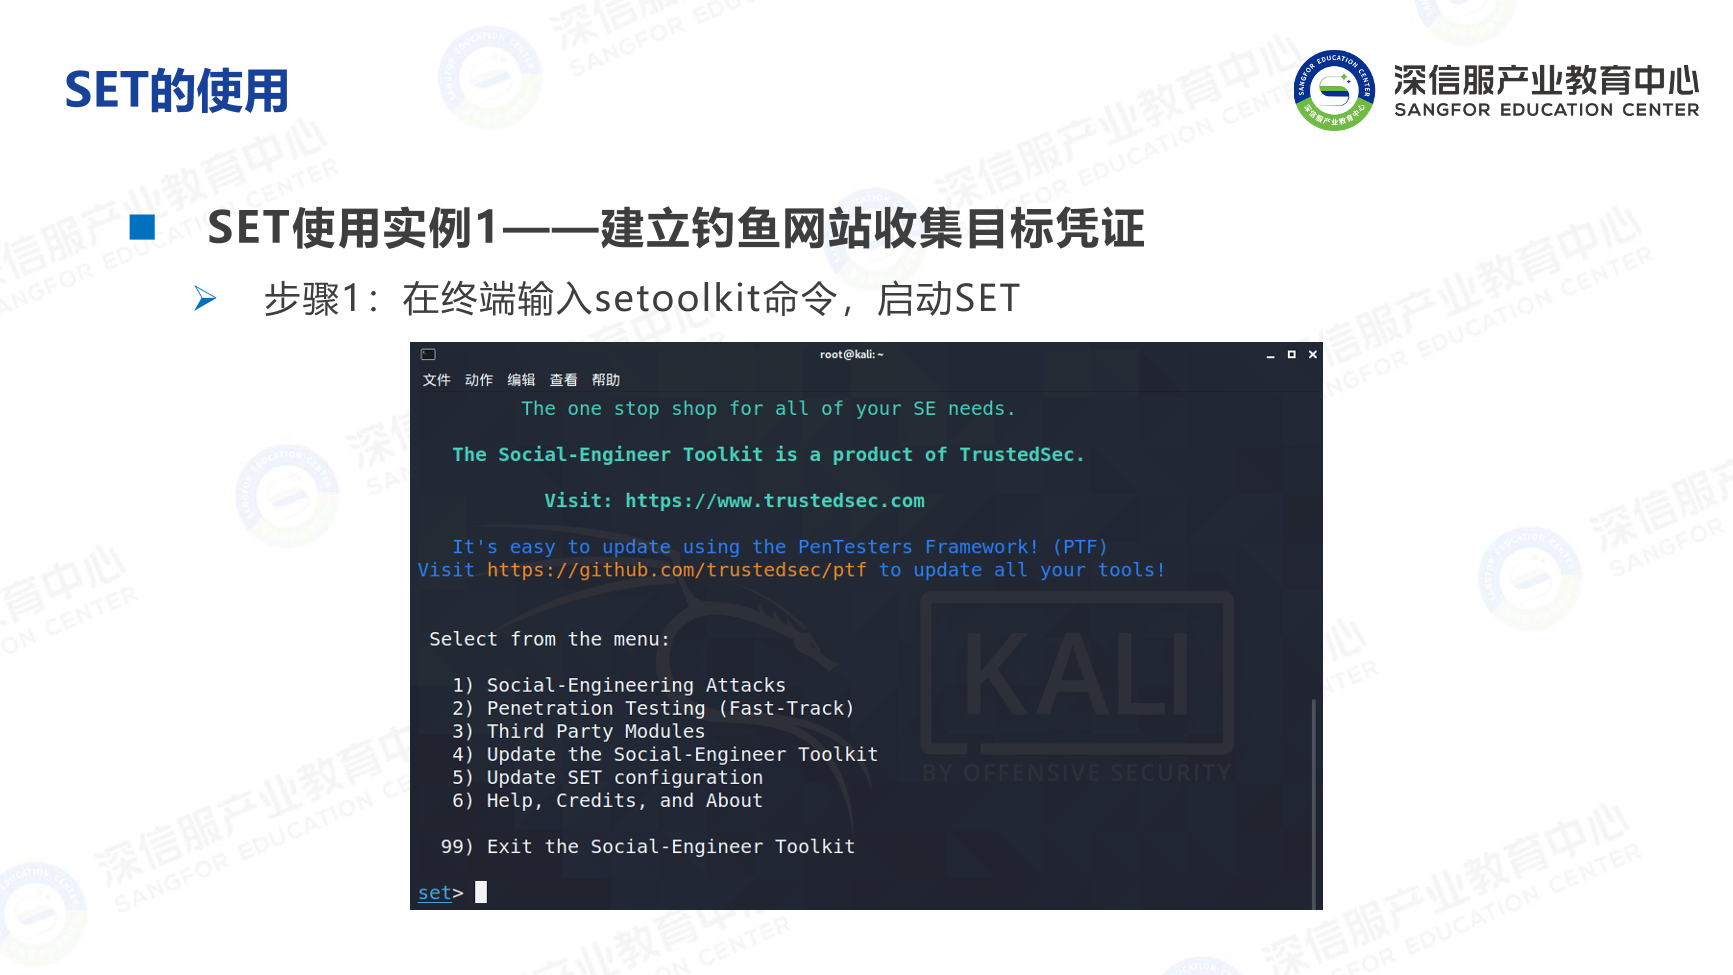 SET的使用
深信服产业教育中心
SANGFOR EDUCATION CENTER
SET使用实例1——建立钓鱼网站收集目标凭证
步骤1：在终端输入setoolkit命令，启动SET
root@kali: ~
文件 动作 编辑 查看 帮助
The one stop shop for all of your SE needs.
The Social-Engineer Toolkit is a product of TrustedSec.
Visit: https://www.trustedsec.com
It's easy to update using the PenTesters Framework! (PTF)
Visit https://github.com/trustedsec/ptf to update all your tools!
Select from the menu:
1) Social-Engineering Attacks
2) Penetration Testing (Fast-Track)
3) Third Party Modules
4) Update the Social-Engineer Toolkit
5) Update SET configuration
6) Help, Credits, and About
99) Exit the Social-Engineer Toolkit
set>
KALI
BY OFFENSIVE SECURITY